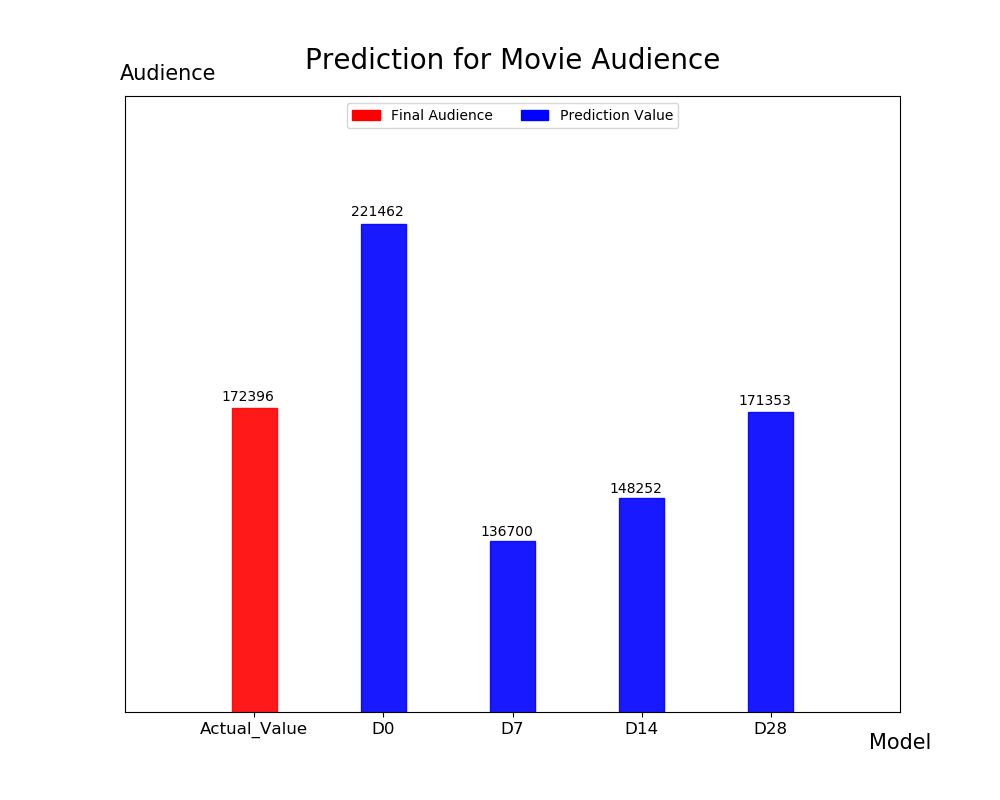 Prediction for Movie Audience
Audience
Final Audience Prediction Value
221462
172396
171353
148252
136700
Actual_Value D0 D7 D14 D28
Model